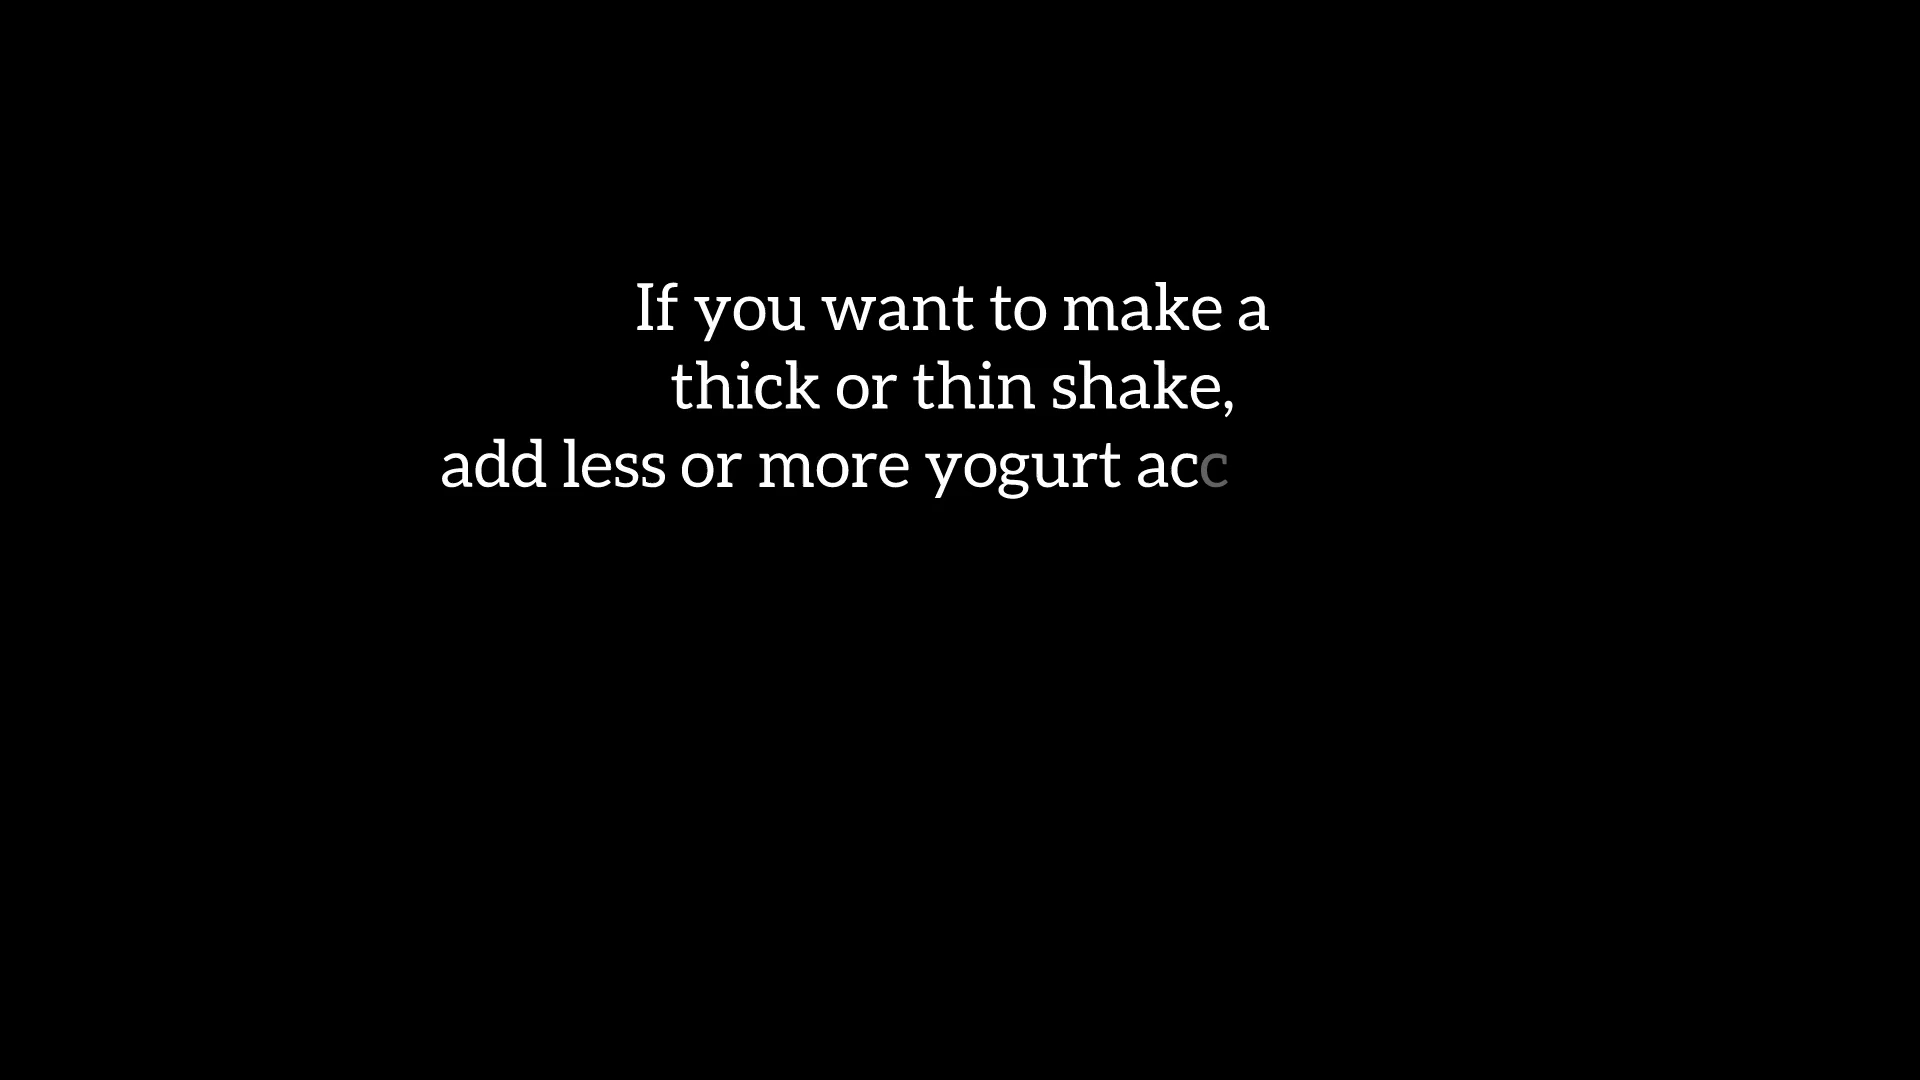 If you want to make a
thick or thin shake,
add less or more yogurt acc